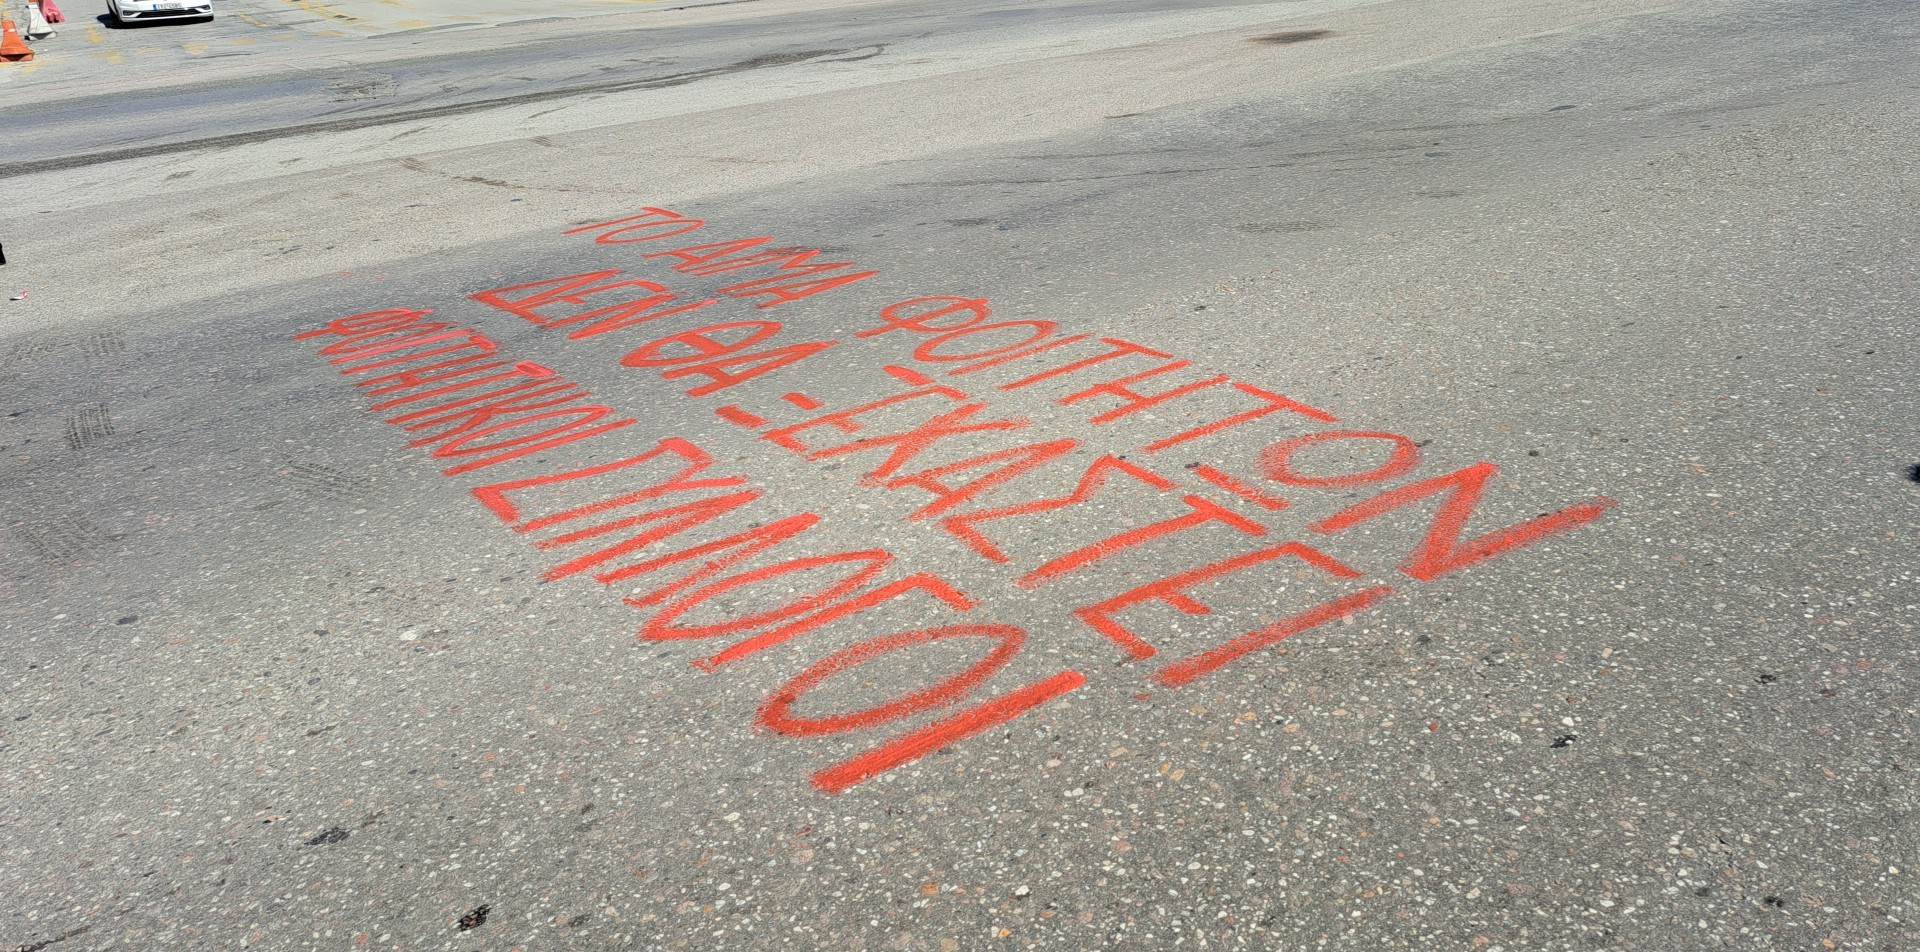 ΤΟ ΑΙΜΑ ΦΟΙΤΗΤΩΝ
ΔΕΝ ΘΑ ΞΕΧΑΣΤΕΙ
ΦΟΙΤΗΤΙΚΟΙ ΣΥΛΛΟΓΟΙ